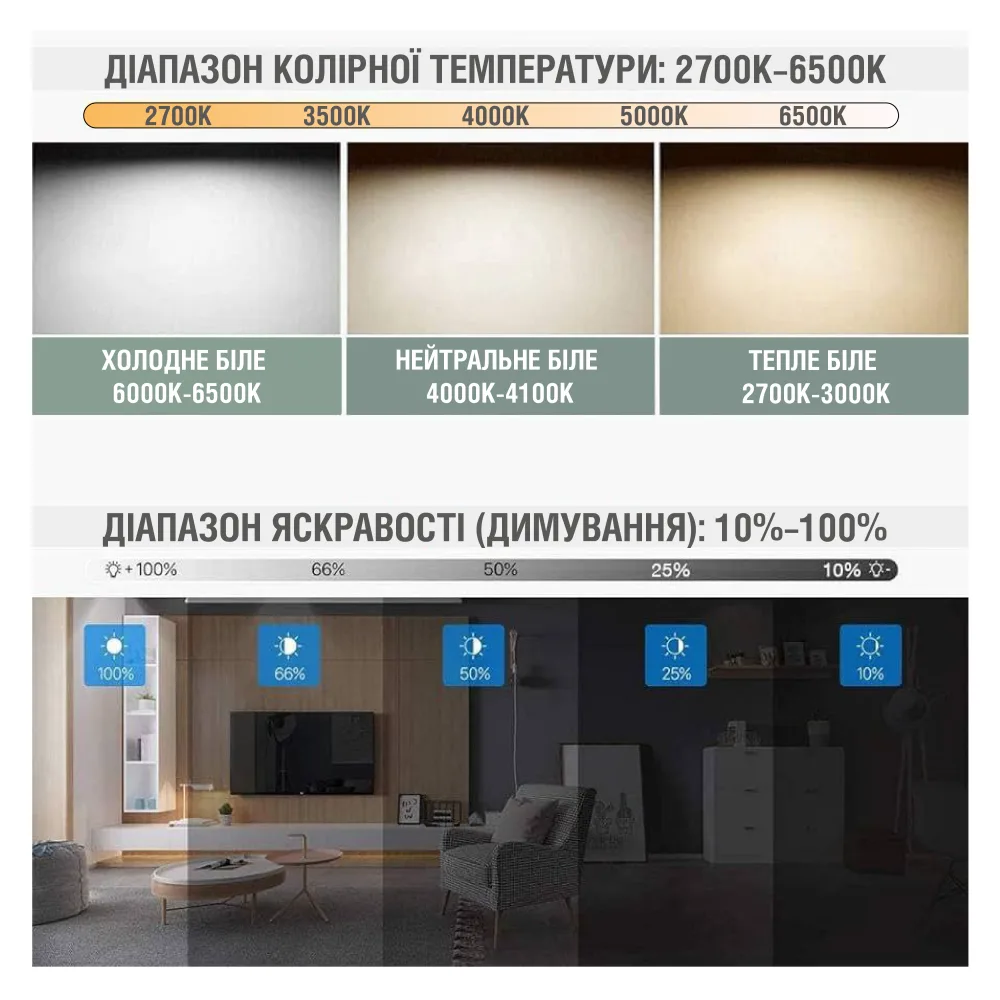 ДІАПАЗОН КОЛІРНОЇ ТЕМПЕРАТУРИ: 2700K-6500K
2700K 3500K 4000K 5000K 6500K
ХОЛОДНЕ БІЛЕ НЕЙТРАЛЬНЕ БІЛЕ ТЕПЛЕ БІЛЕ
6000K-6500K 4000K-4100K 2700K-3000K
ДІАПАЗОН ЯСКРАВОСТІ (ДИМУВАННЯ): 10%-100%
+ 100% 66% 50% 25% 10% -
100% 66% 50% 25% 10%